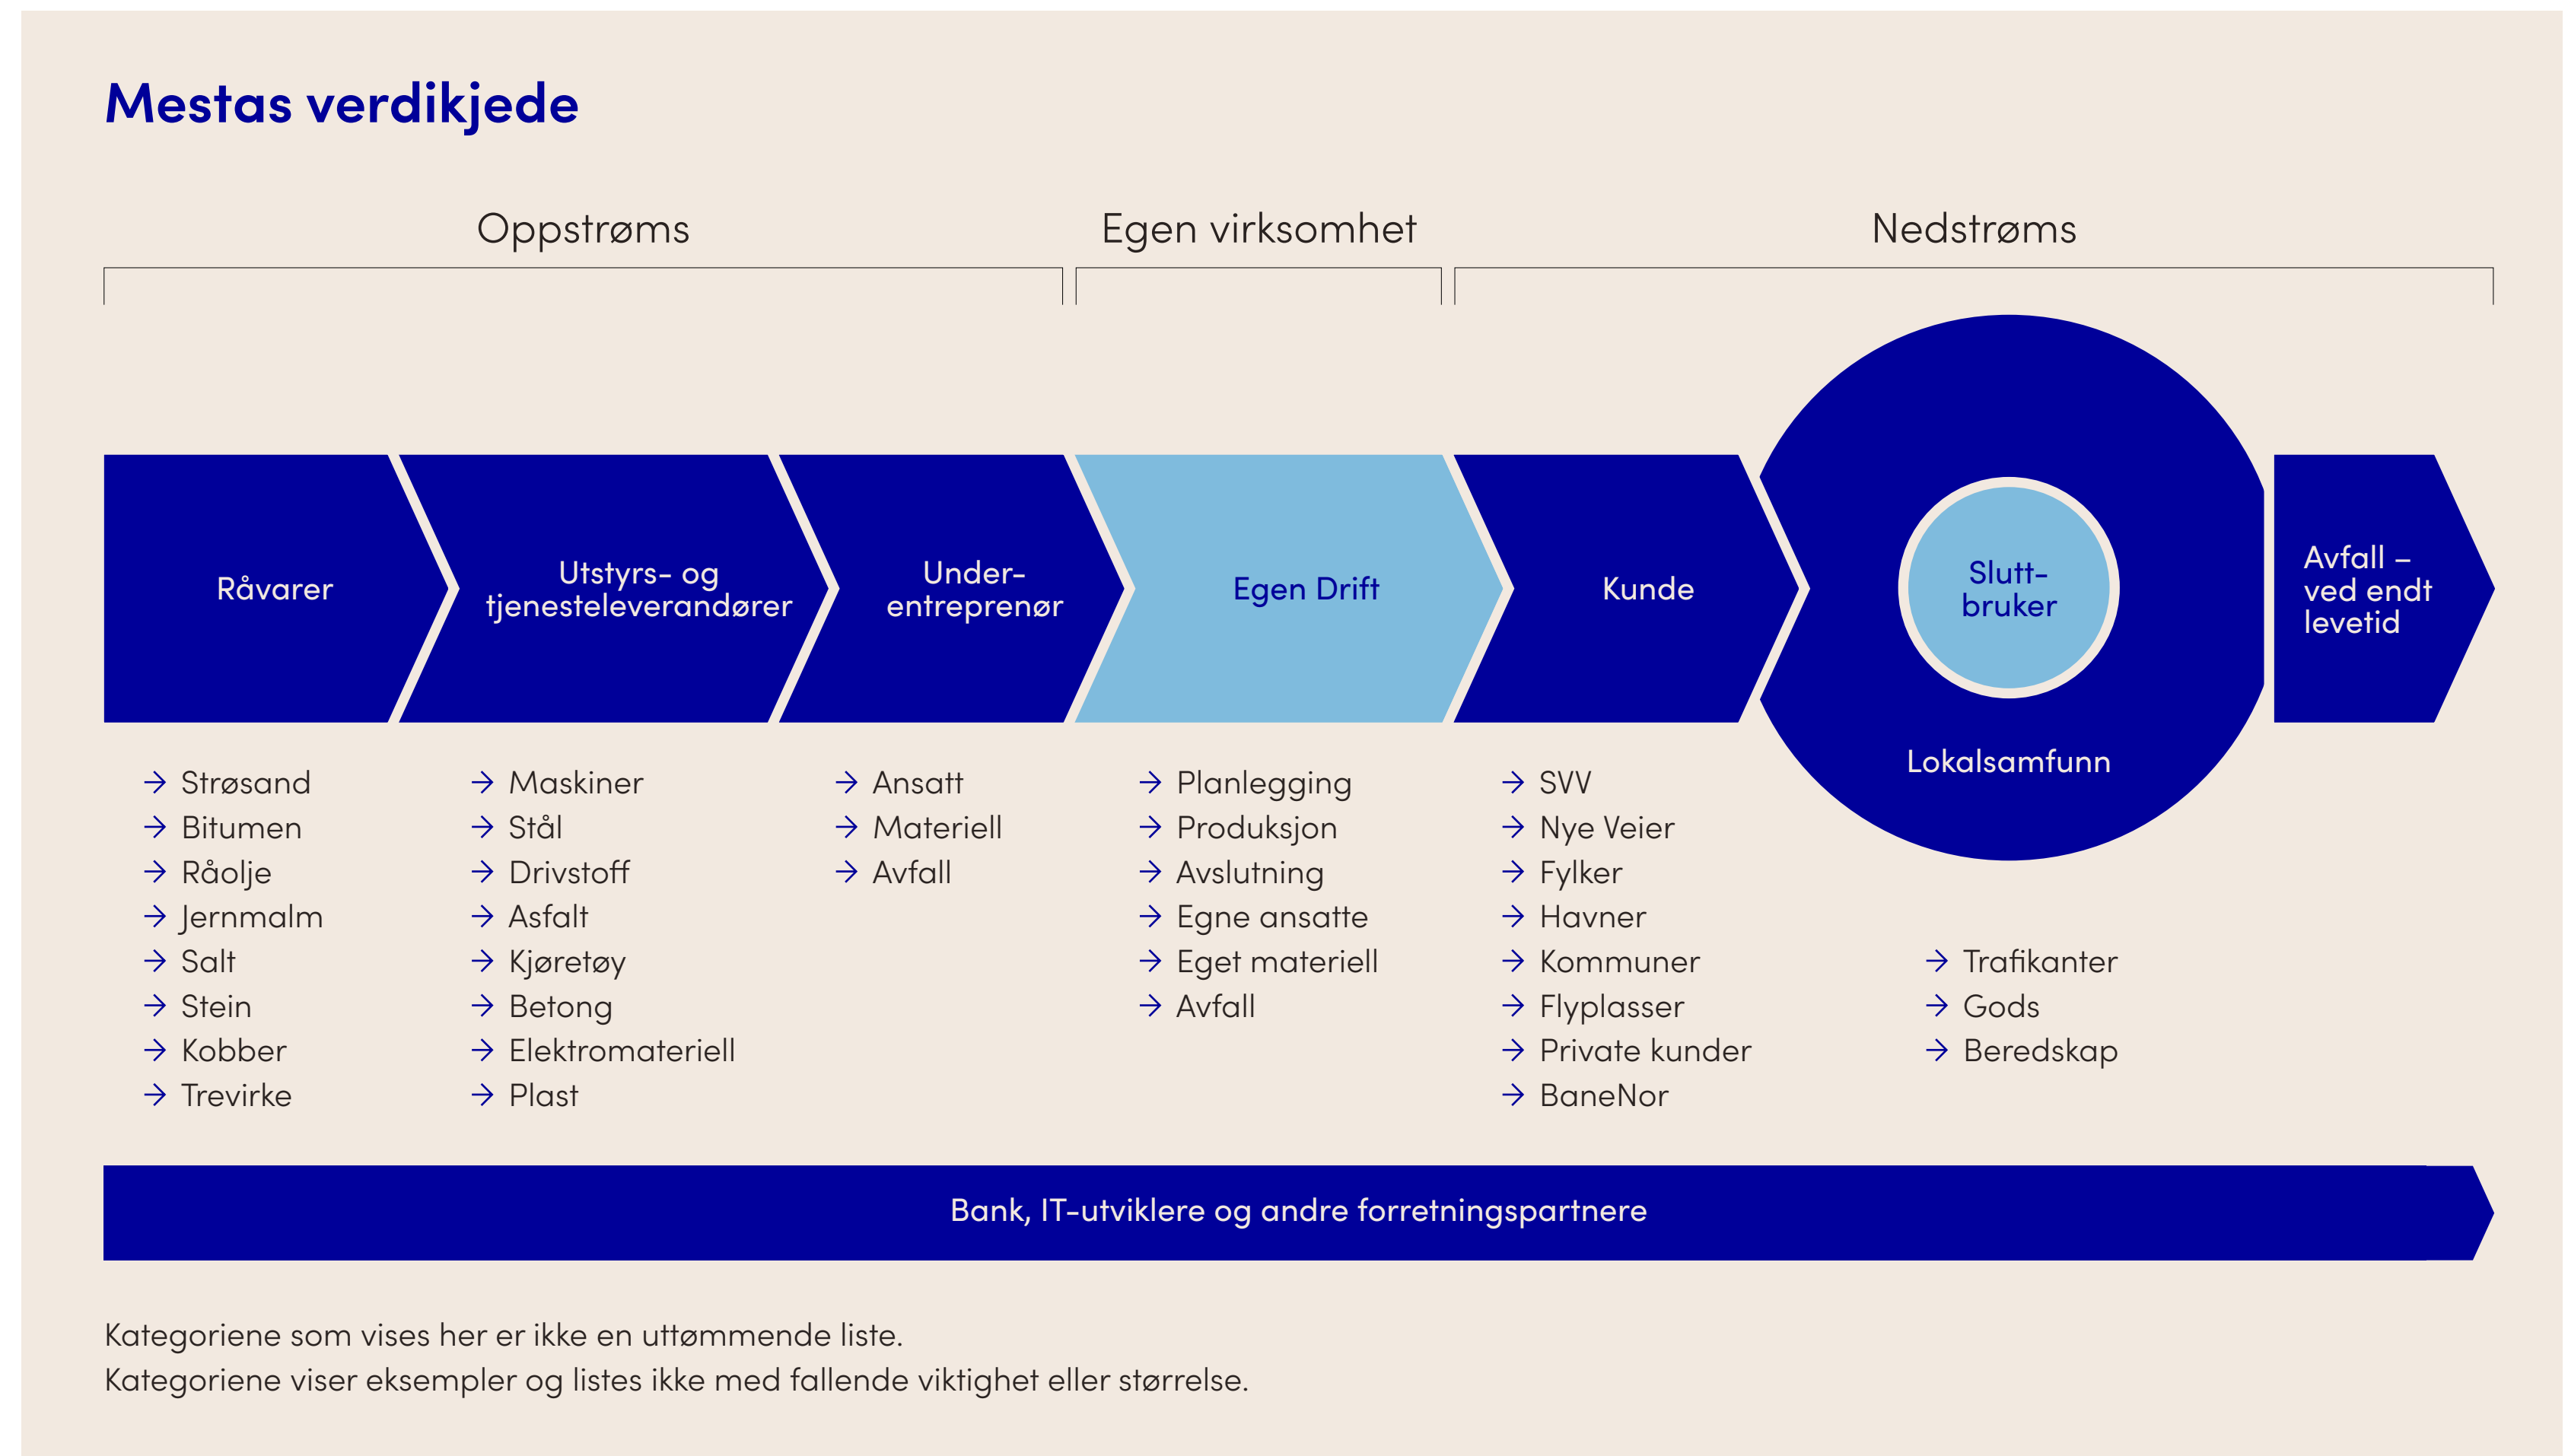 Mestas verdikjede
Oppstrøms
Egen virksomhet
Nedstrøms
Råvarer
Utstyrs- og
tjenesteleverandører
Under-
entreprenør
Egen Drift
Kunde
Slutt-
bruker
Lokalsamfunn
Avfall –
ved endt
levetid
→ Strøsand
→ Bitumen
→ Råolje
→ Jernmalm
→ Salt
→ Stein
→ Kobber
→ Trevirke
→ Maskiner
→ Stål
→ Drivstoff
→ Asfalt
→ Kjøretøy
→ Betong
→ Elektromateriell
→ Plast
→ Ansatt
→ Materiell
→ Avfall
→ Planlegging
→ Produksjon
→ Avslutning
→ Egne ansatte
→ Eget materiell
→ Avfall
→ SVV
→ Nye Veier
→ Fylker
→ Havner
→ Kommuner
→ Flyplasser
→ Private kunder
→ BaneNor
→ Trafikanter
→ Gods
→ Beredskap
Bank, IT-utviklere og andre forretningspartnere
Kategoriene som vises her er ikke en uttømmende liste.
Kategoriene viser eksempler og listes ikke med fallende viktighet eller størrelse.